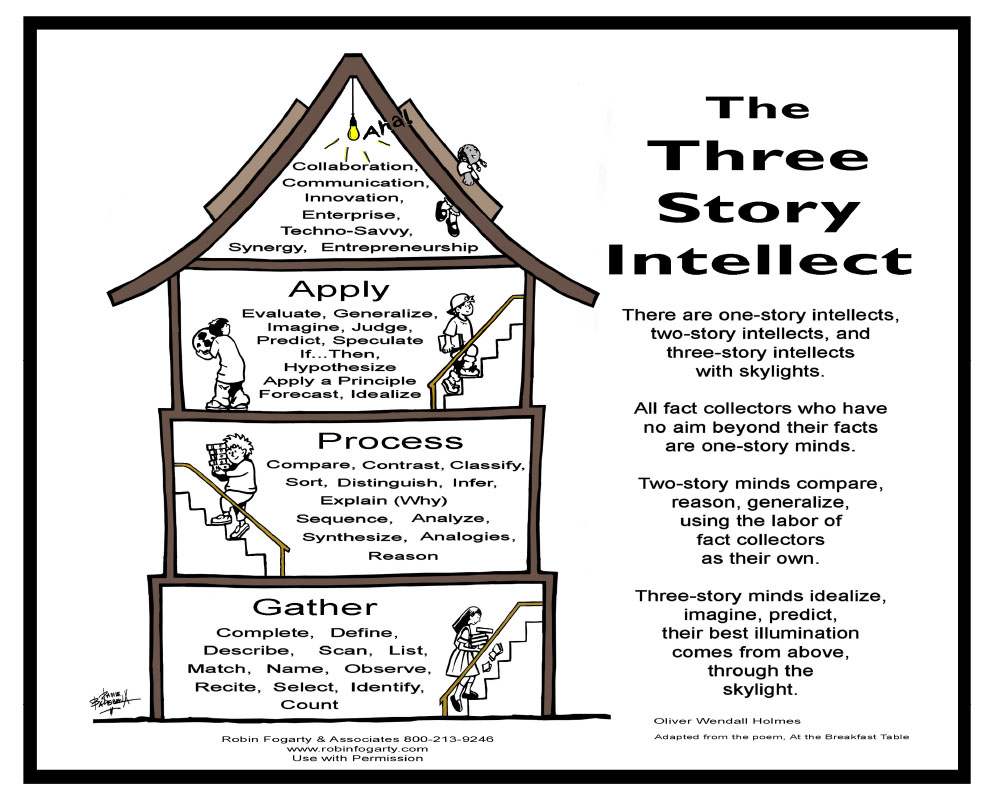 Aha!
Collaboration,
Communication,
Innovation,
Enterprise,
Techno-Savvy,
Synergy, Entrepreneurship
Apply
Evaluate, Generalize,
Imagine, Judge,
Predict, Speculate
If...Then,
Hypothesize
Apply a Principle
Forecast, Idealize
Process
Compare, Contrast, Classify,
Sort, Distinguish, Infer,
Explain (Why)
Sequence, Analyze,
Synthesize, Analogies,
Reason
Gather
Complete, Define,
Describe, Scan, List,
Match, Name, Observe,
Recite, Select, Identify,
Count
Robin Fogarty & Associates 800-213-9246
www.robinfogarty.com
Use with Permission
The
Three
Story
Intellect
There are one-story intellects,
two-story intellects, and
three-story intellects
with skylights.
All fact collectors who have
no aim beyond their facts
are one-story minds.
Two-story minds compare,
reason, generalize,
using the labor of
fact collectors
as their own.
Three-story minds idealize,
imagine, predict,
their best illumination
comes from above,
through the
skylight.
Oliver Wendall Holmes
Adapted from the poem, At the Breakfast Table